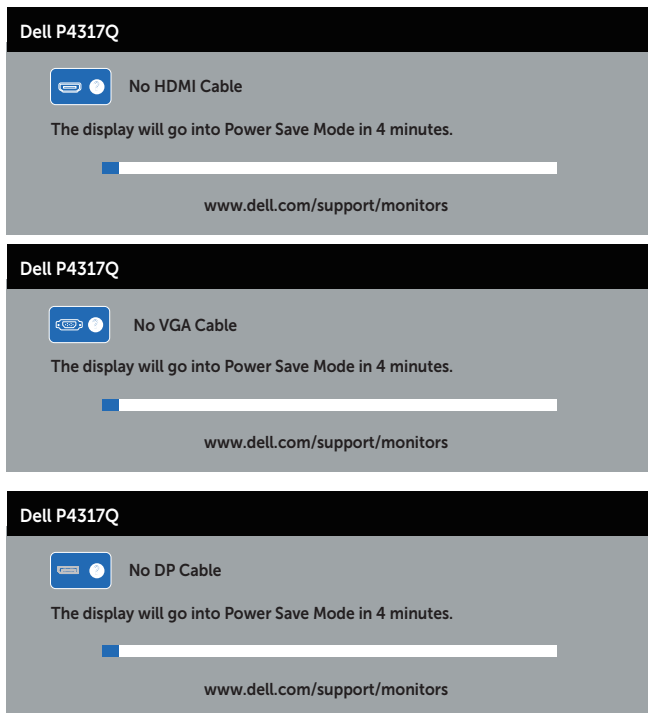 Dell P4317Q
No HDMI Cable
The display will go into Power Save Mode in 4 minutes.
www.dell.com/support/monitors
Dell P4317Q
No VGA Cable
The display will go into Power Save Mode in 4 minutes.
www.dell.com/support/monitors
Dell P4317Q
No DP Cable
The display will go into Power Save Mode in 4 minutes.
www.dell.com/support/monitors